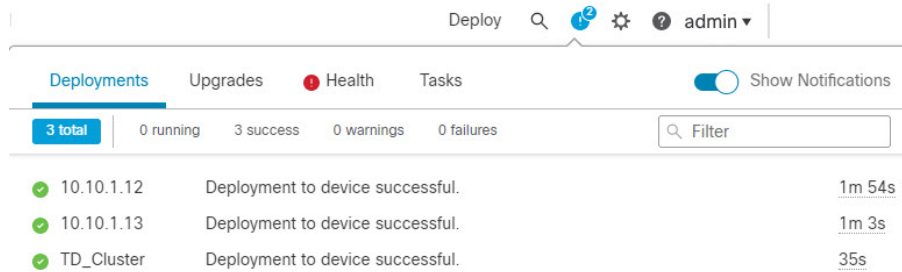 Deploy 2 ? admin
Deployments Upgrades ! Health Tasks Show Notifications
3 total 0 running 3 success 0 warnings 0 failures Filter
10.10.1.12 Deployment to device successful. 1m 54s
10.10.1.13 Deployment to device successful. 1m 3s
TD_Cluster Deployment to device successful. 35s